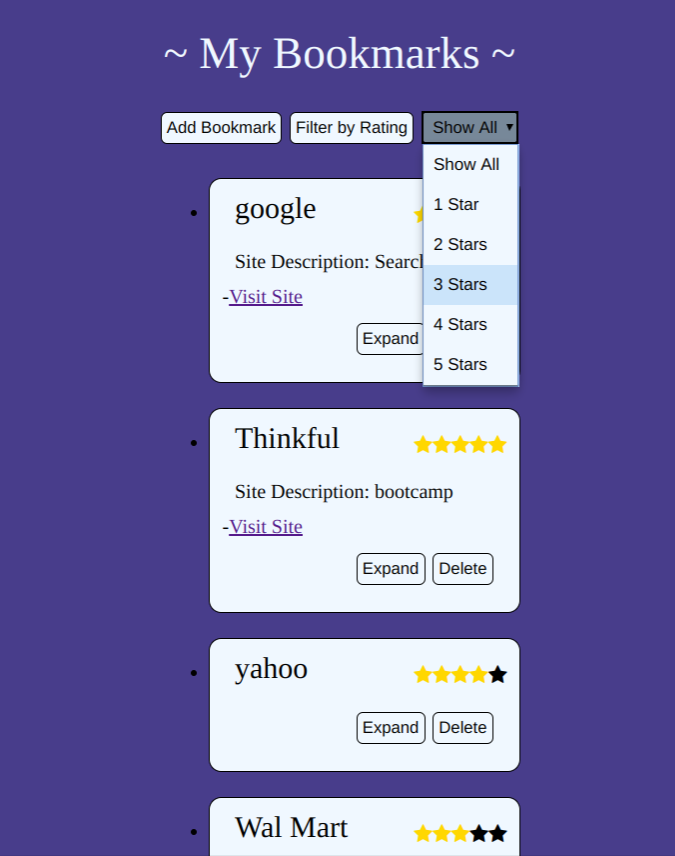 ~ My Bookmarks ~
Add Bookmark Filter by Rating Show All
Show All
1 Star
2 Stars
3 Stars
4 Stars
5 Stars
google
Site Description:
-Visit Site
Expand
Thinkful
Site Description: bootcamp
-Visit Site
Expand Delete
yahoo
Expand Delete
Wal Mart